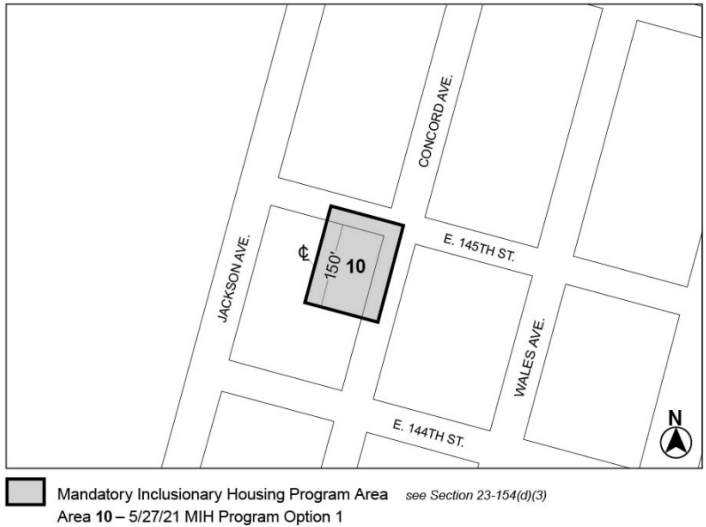 CONCORD AVE.
E. 145TH ST.
JACKSON AVE.
℄
150'
10
WALES AVE.
E. 144TH ST.
N
Mandatory Inclusionary Housing Program Area see Section 23-154(d)(3)
Area 10 – 5/27/21 MIH Program Option 1